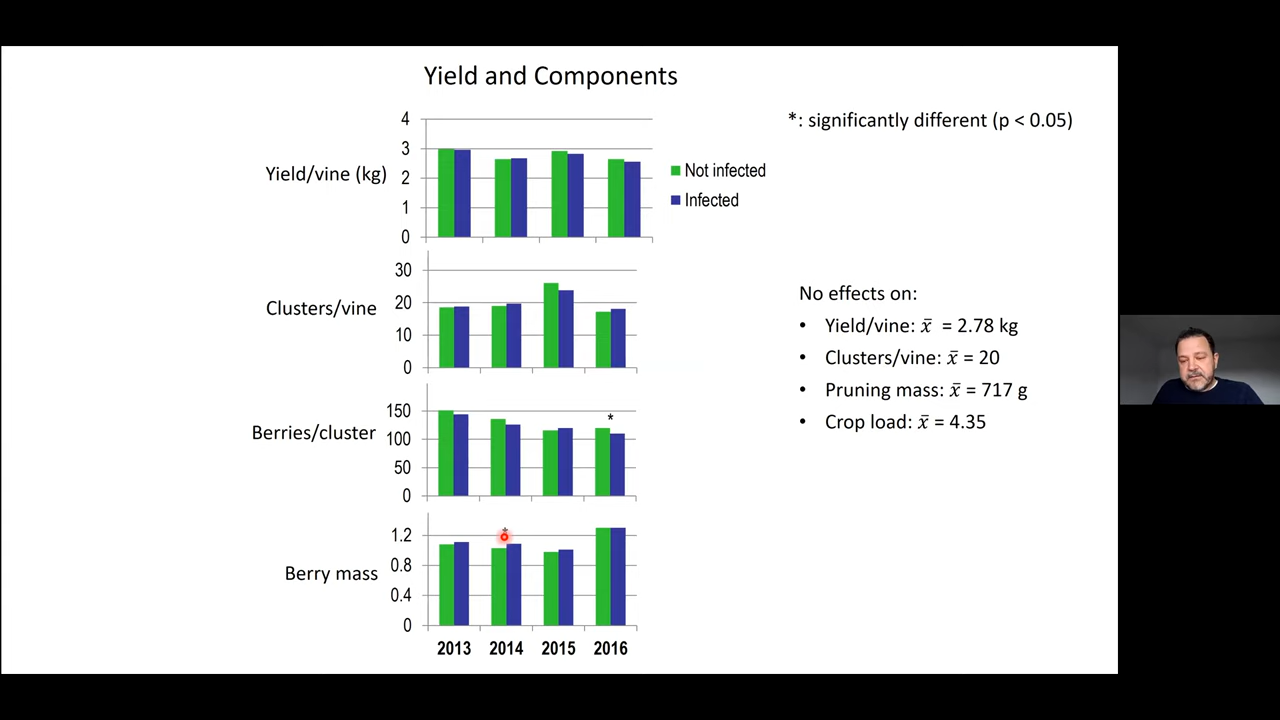 Yield and Components
*: significantly different (p < 0.05)
4
3
2
1
0
Yield/vine (kg)
Not infected
Infected
30
20
10
0
Clusters/vine
No effects on:
• Yield/vine: x̄ = 2.78 kg
• Clusters/vine: x̄ = 20
• Pruning mass: x̄ = 717 g
• Crop load: x̄ = 4.35
150
100
50
0
Berries/cluster
*
1.2
0.8
0.4
0
Berry mass
*
2013 2014 2015 2016